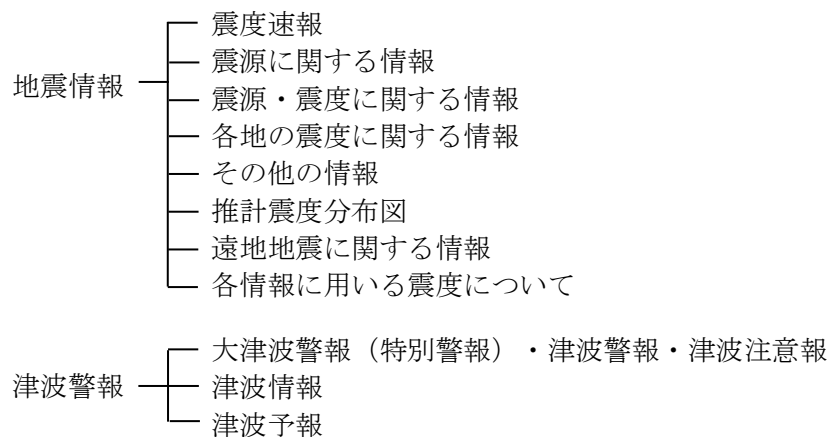 震度速報
震源に関する情報
地震情報
震源・震度に関する情報
各地の震度に関する情報
その他の情報
推計震度分布図
遠地地震に関する情報
各情報に用いる震度について
大津波警報（特別警報）・津波警報・津波注意報
津波警報
津波情報
津波予報